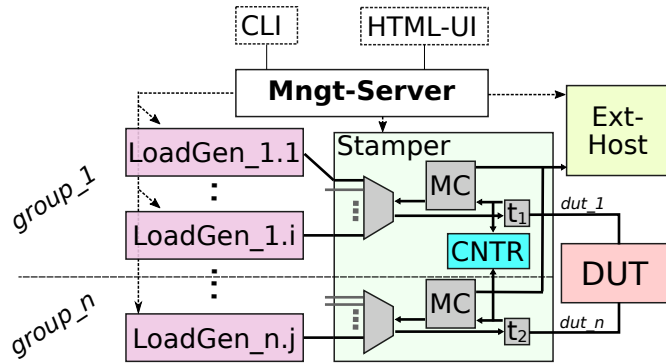 CLI
HTML-UI
Mngt-Server
Ext-
Host
LoadGen_1.1
Stamper
MC
group_1
t1
dut_1
LoadGen_1.i
CNTR
DUT
MC
group_n
t2
dut_n
LoadGen_n.j